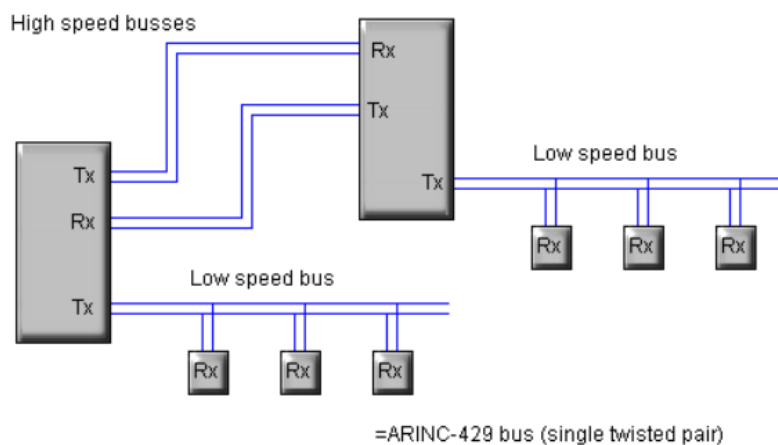 High speed busses
Rx
Tx
Tx
Low speed bus
Tx
Rx
Rx
Rx
Rx
Tx
Low speed bus
Rx
Rx
Rx
=ARINC-429 bus (single twisted pair)